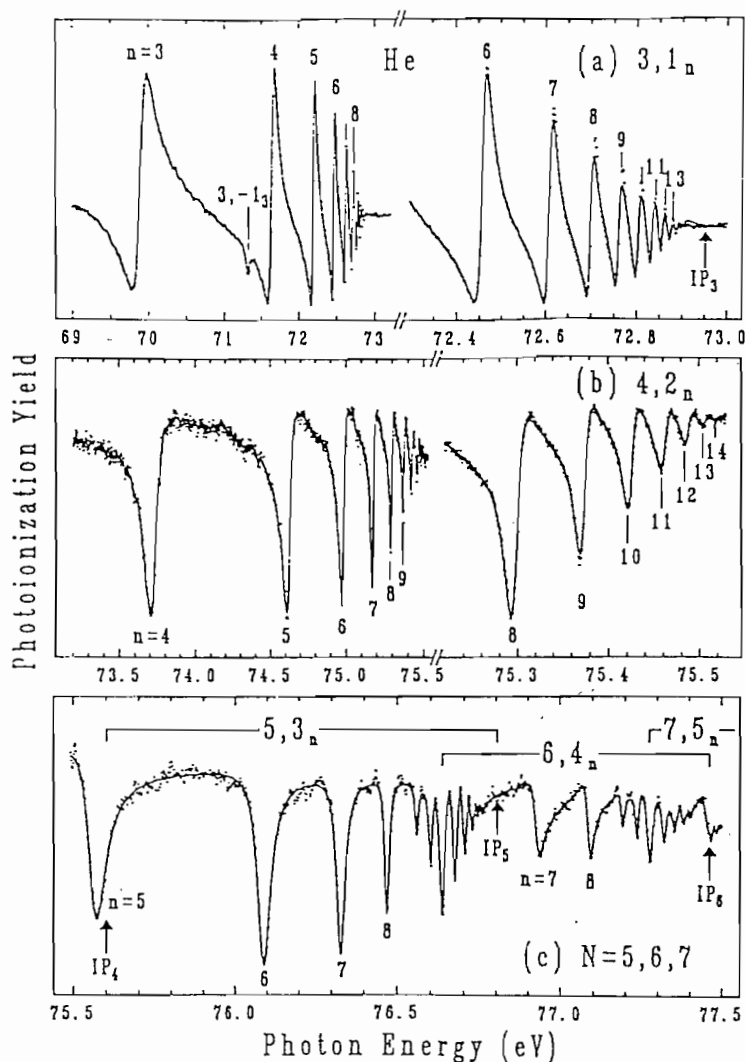 He
(a) 3,1ₙ
n=3
4
5
6
8
3,-1₃
6
7
8
9
11
13
IP₃
69 70 71 72 73 72.4 72.6 72.8 73.0
(b) 4,2ₙ
n=4
5
6
7
8
9
8
9
10
11
12
13
14
73.5 74.0 74.5 75.0 75.5 75.3 75.4 75.5
Photoionization Yield
5,3ₙ
6,4ₙ
7,5ₙ
n=5
IP₄
6
7
8
IP₅
n=7
8
IP₆
(c) N=5,6,7
75.5 76.0 76.5 77.0 77.5
Photon Energy (eV)